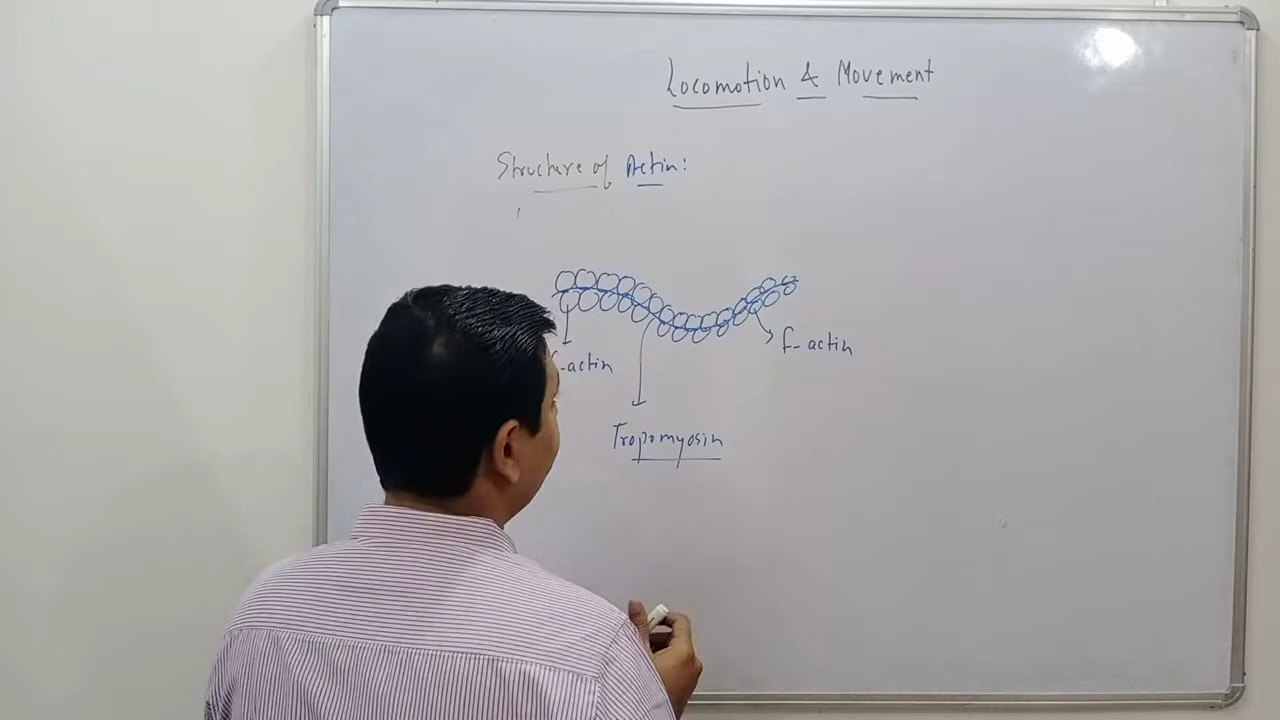 Locomotion & Movement
Structure of Actin:
-actin
f-actin
Tropomyosin